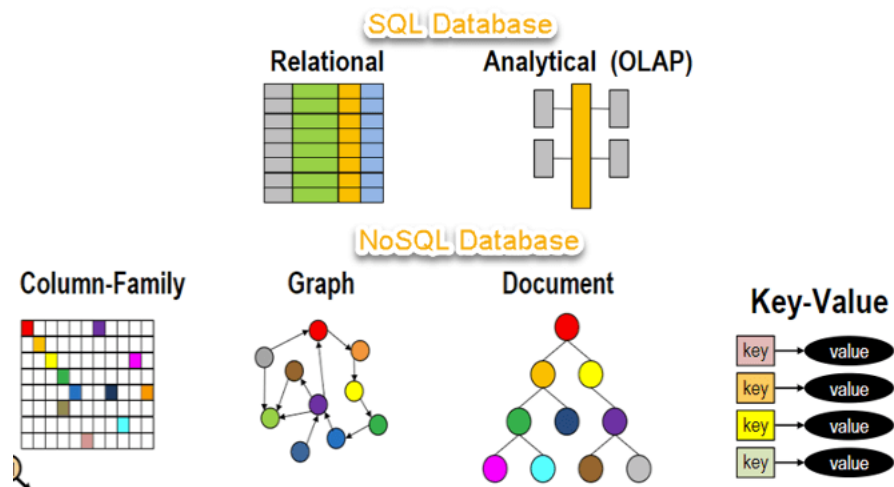 SQL Database
Relational
Analytical (OLAP)
NoSQL Database
Column-Family
Graph
Document
Key-Value
key
value
key
value
key
value
key
value